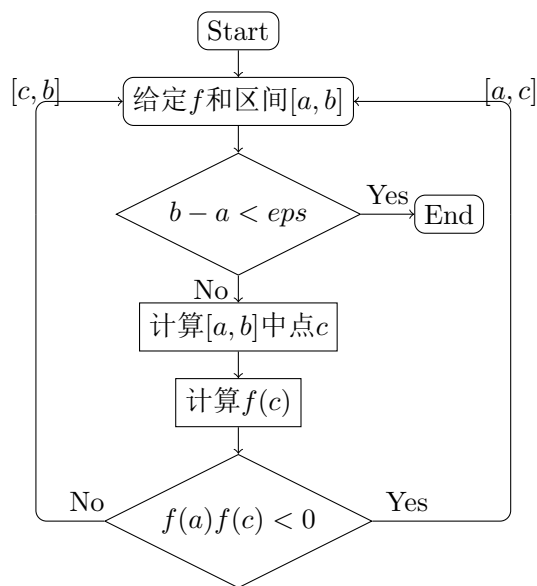 Start
[c, b]
给定f和区间[a, b]
[a, c]
b − a < eps
Yes
End
No
计算[a, b]中点c
计算f(c)
No
f(a)f(c) < 0
Yes